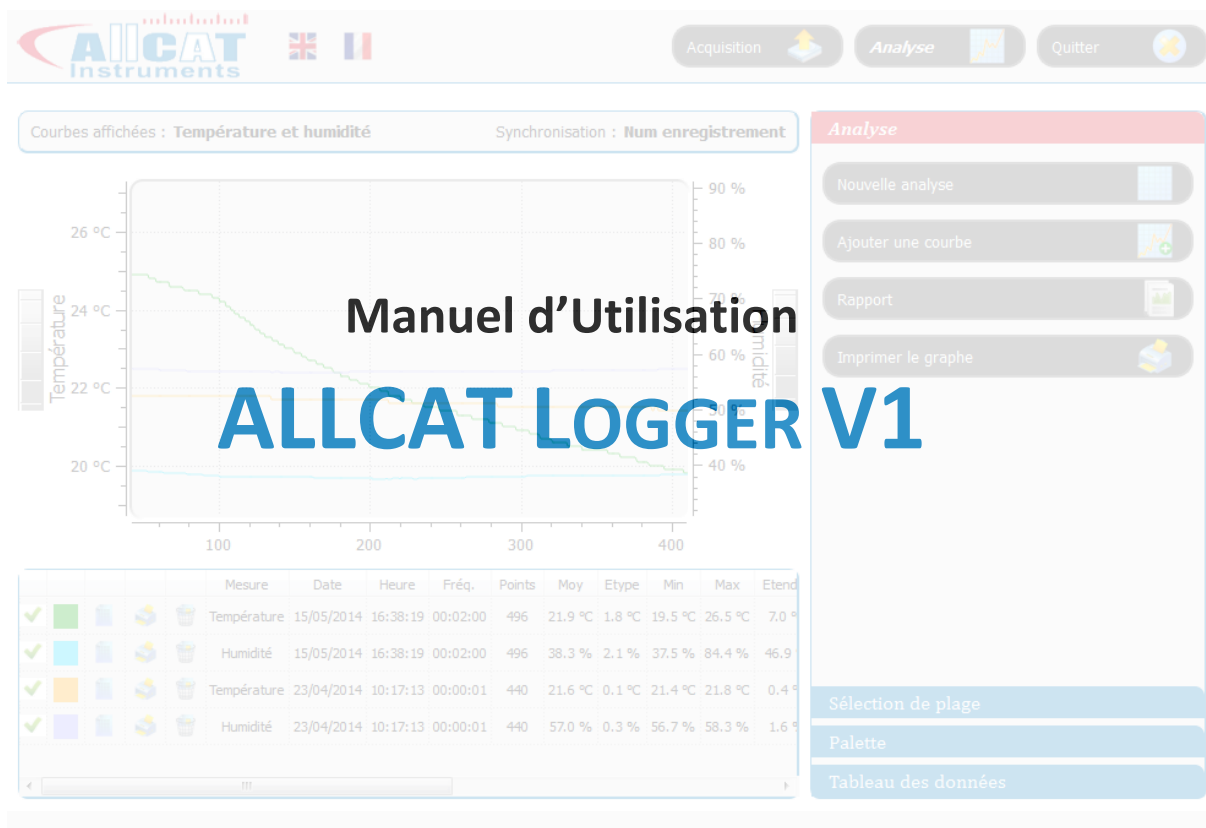 ALLCAT
Instruments
Acquisition
Analyse
Quitter
Courbes affichées : Température et humidité
Synchronisation : Num enregistrement
Analyse
Nouvelle analyse
Ajouter une courbe
Rapport
Imprimer le graphe
26 °C
24 °C
22 °C
20 °C
Température
90 %
80 %
70 %
60 %
50 %
40 %
Humidité
100 200 300 400
Manuel d’Utilisation
ALLCAT LOGGER V1
Mesure Date Heure Fréq. Points Moy Etype Min Max Etend
Température 15/05/2014 16:38:19 00:02:00 496 21.9 °C 1.8 °C 19.5 °C 26.5 °C 7.0 °
Humidité 15/05/2014 16:38:19 00:02:00 496 38.3 % 2.1 % 37.5 % 84.4 % 46.9
Température 23/04/2014 10:17:13 00:00:01 440 21.6 °C 0.1 °C 21.4 °C 21.8 °C 0.4 °
Humidité 23/04/2014 10:17:13 00:00:01 440 57.0 % 0.3 % 56.7 % 58.3 % 1.6
Sélection de plage
Palette
Tableau des données